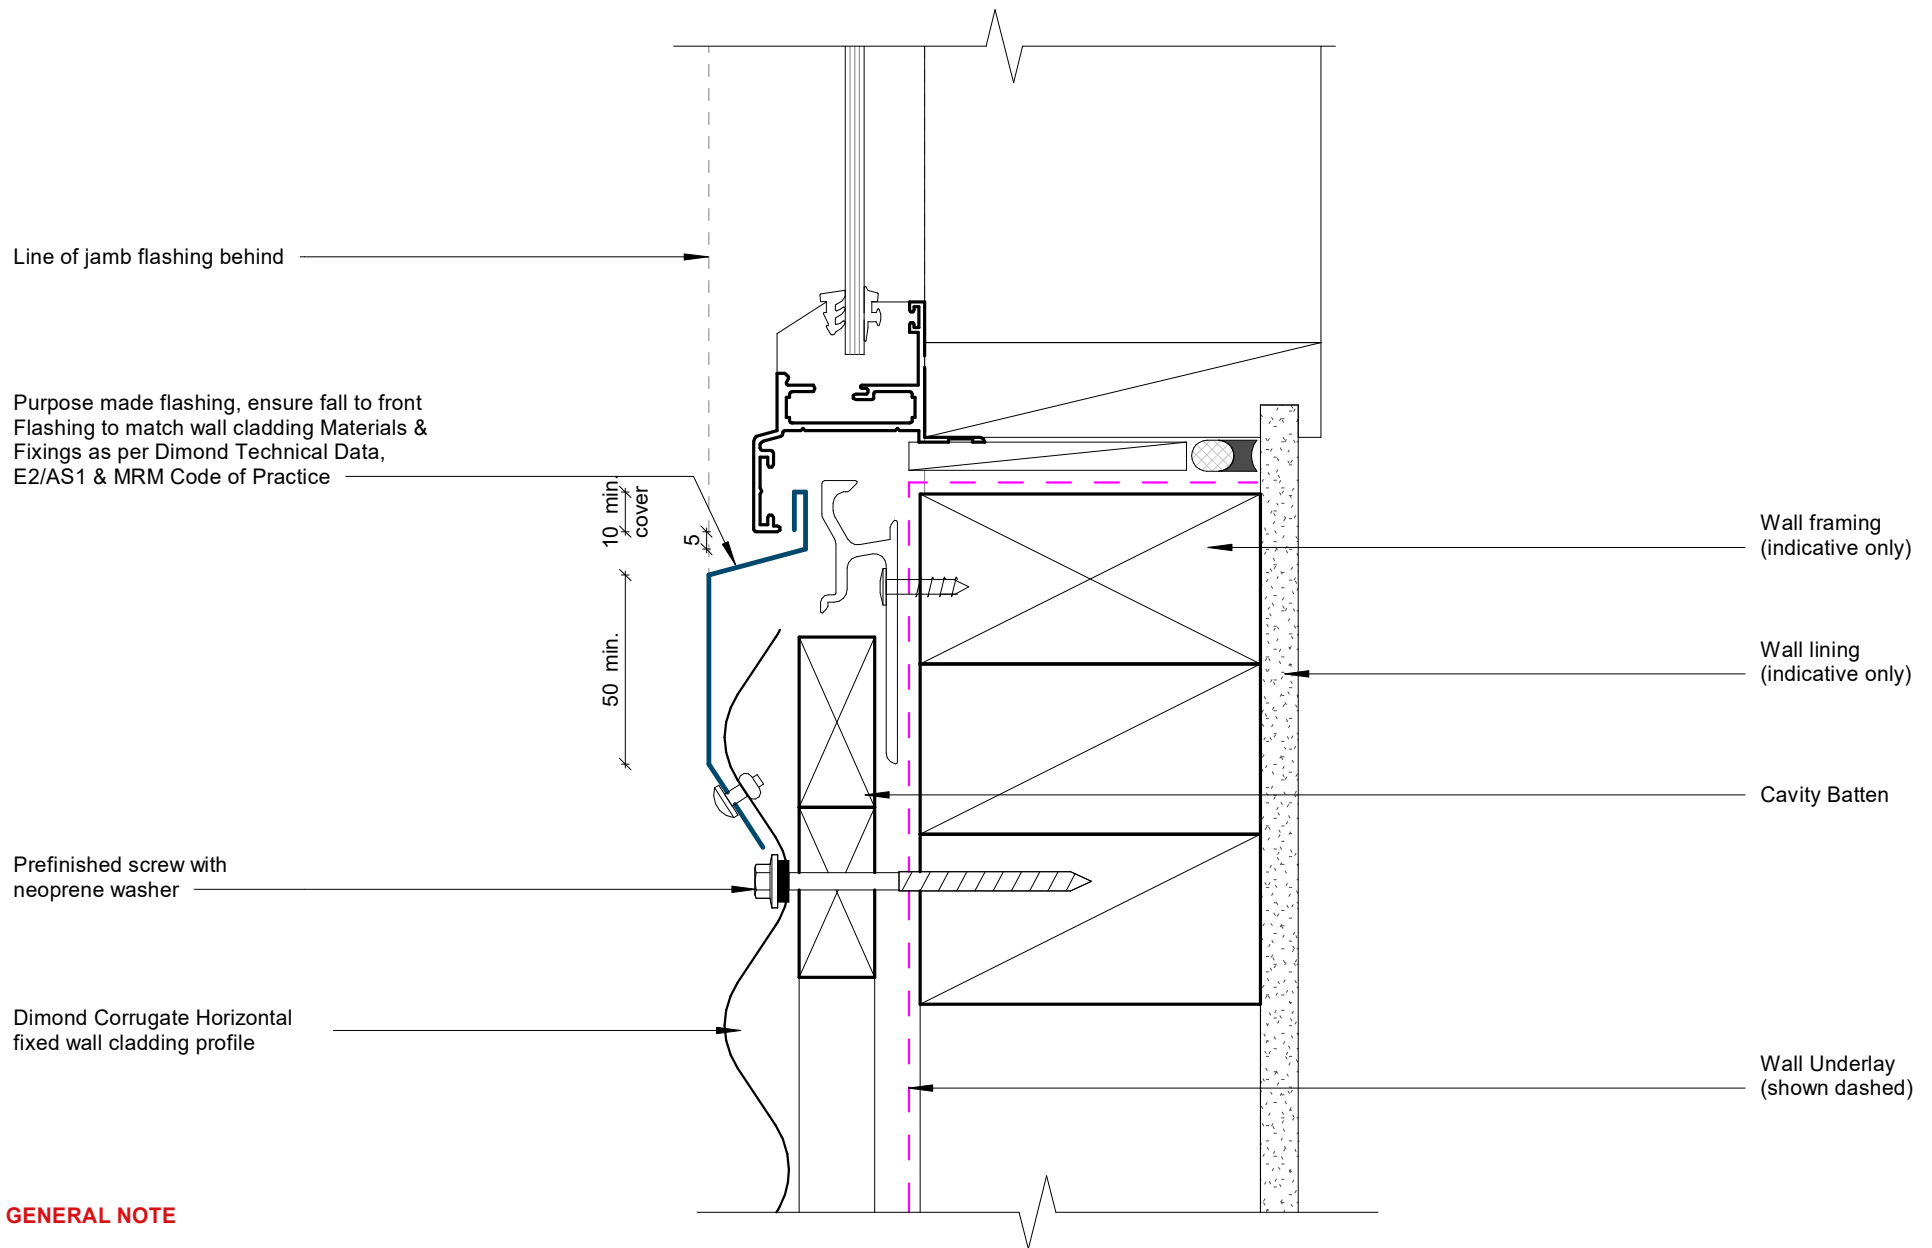 Line of jamb flashing behind
Purpose made flashing, ensure fall to front
Flashing to match wall cladding Materials &
Fixings as per Dimond Technical Data,
E2/AS1 & MRM Code of Practice
10 min.
cover
5
50 min.
Prefinished screw with
neoprene washer
Dimond Corrugate Horizontal
fixed wall cladding profile
GENERAL NOTE
Wall framing
(indicative only)
Wall lining
(indicative only)
Cavity Batten
Wall Underlay
(shown dashed)